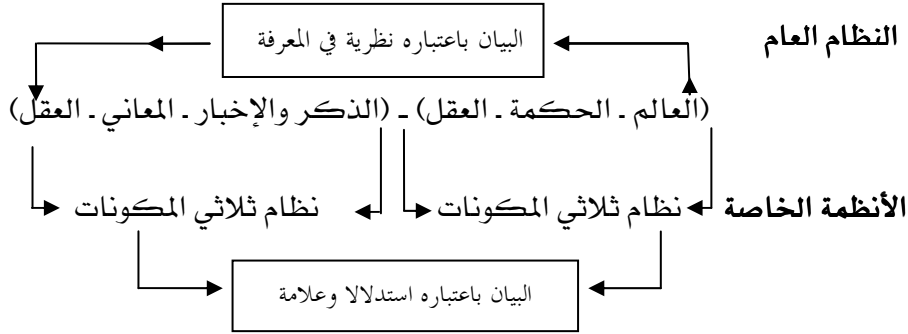 النظام العام
البيان باعتباره نظرية في المعرفة
(العالم ـ الحكمة ـ العقل) ـ (الذكر والإخبار ـ المعاني ـ العقل)
الأنظمة الخاصة نظام ثلاثي المكونات نظام ثلاثي المكونات
البيان باعتباره استدلالا وعلامة